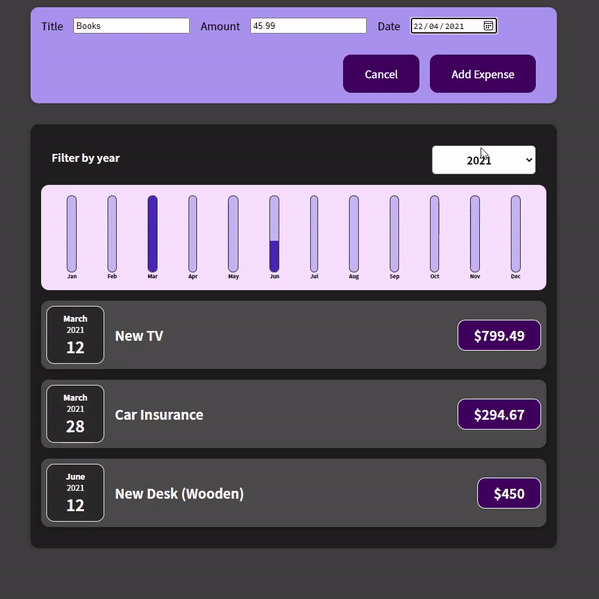 Title Books Amount 45.99 Date 22/04/2021
Cancel Add Expense
Filter by year 2021
Jan Feb Mar Apr May Jun Jul Aug Sep Oct Nov Dec
March
2021
12
New TV $799.49
March
2021
28
Car Insurance $294.67
June
2021
12
New Desk (Wooden) $450